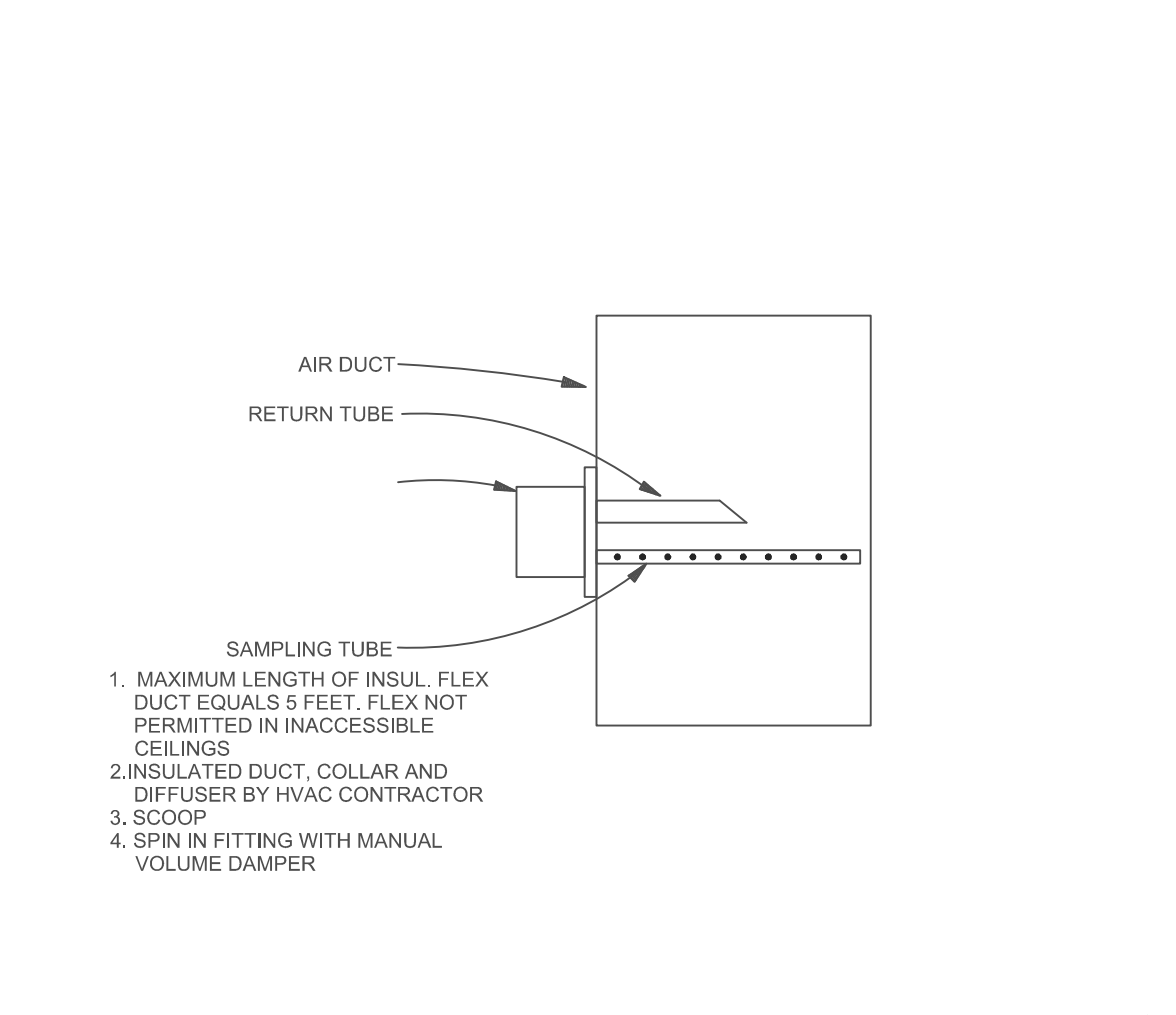 AIR DUCT
RETURN TUBE
SAMPLING TUBE
1. MAXIMUM LENGTH OF INSUL. FLEX
DUCT EQUALS 5 FEET. FLEX NOT
PERMITTED IN INACCESSIBLE
CEILINGS
2.INSULATED DUCT, COLLAR AND
DIFFUSER BY HVAC CONTRACTOR
3. SCOOP
4. SPIN IN FITTING WITH MANUAL
VOLUME DAMPER